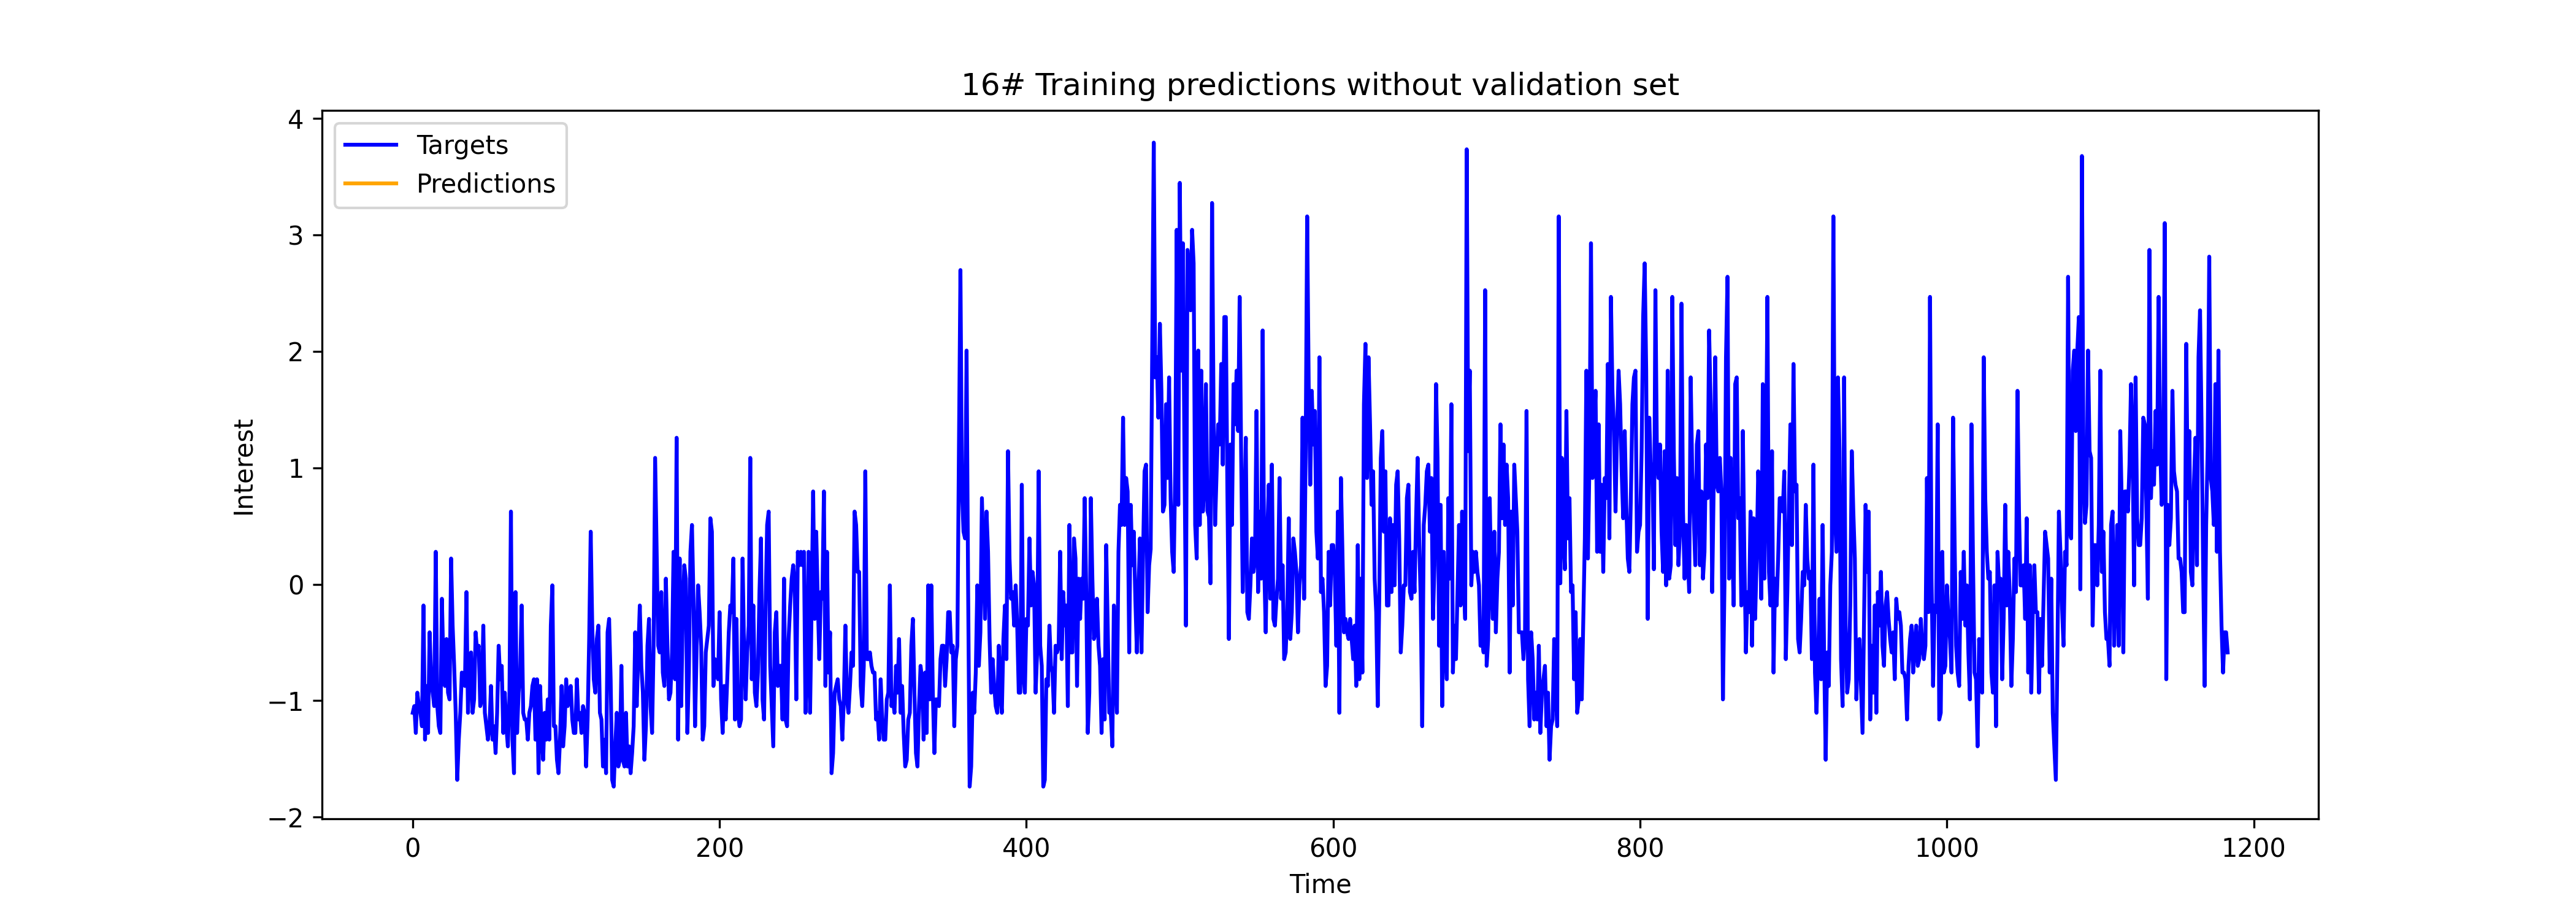 16# Training predictions without validation set
Targets
Predictions
4
3
2
1
0
−1
−2
Interest
0
200
400
600
800
1000
1200
Time